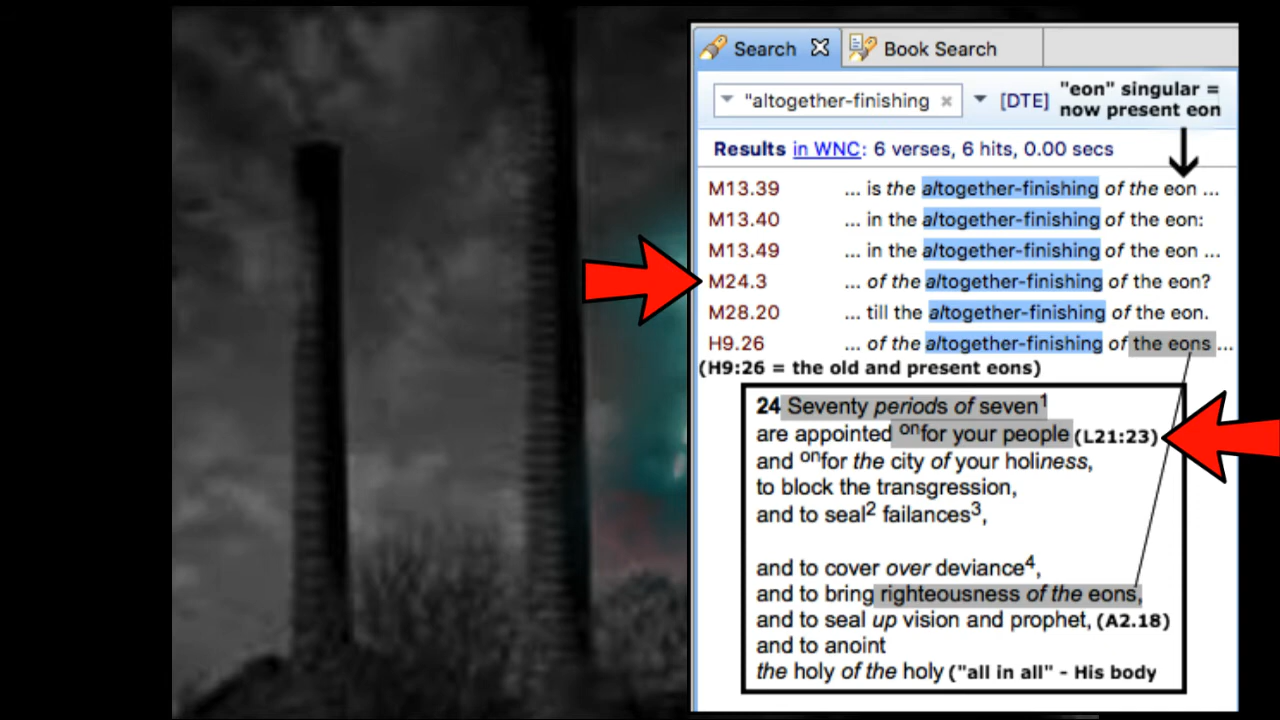 Search
Book Search
"altogether-finishing
[DTE]
"eon" singular =
now present eon
Results in WNC: 6 verses, 6 hits, 0.00 secs
M13.39 ... is the altogether-finishing of the eon ...
M13.40 ... in the altogether-finishing of the eon:
M13.49 ... in the altogether-finishing of the eon ...
M24.3 ... of the altogether-finishing of the eon?
M28.20 ... till the altogether-finishing of the eon.
H9.26 ... of the altogether-finishing of the eons ...
(H9:26 = the old and present eons)
24 Seventy periods of seven1
are appointed onfor your people (L21:23)
and onfor the city of your holiness,
to block the transgression,
and to seal2 failances3,
and to cover over deviance4,
and to bring righteousness of the eons,
and to seal up vision and prophet, (A2.18)
and to anoint
the holy of the holy ("all in all" - His body